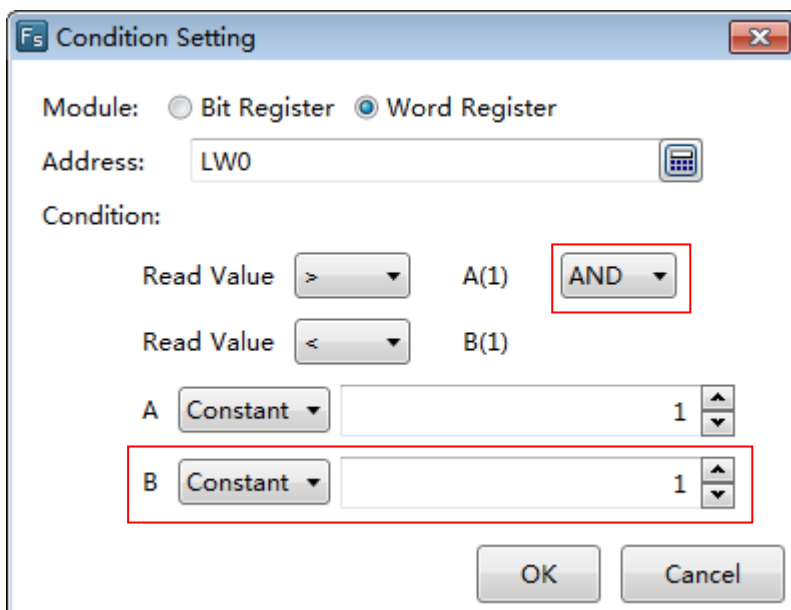 Fs Condition Setting
Module: Bit Register Word Register
Address: LW0
Condition:
Read Value > A(1) AND
Read Value < B(1)
A Constant 1
B Constant 1
OK Cancel